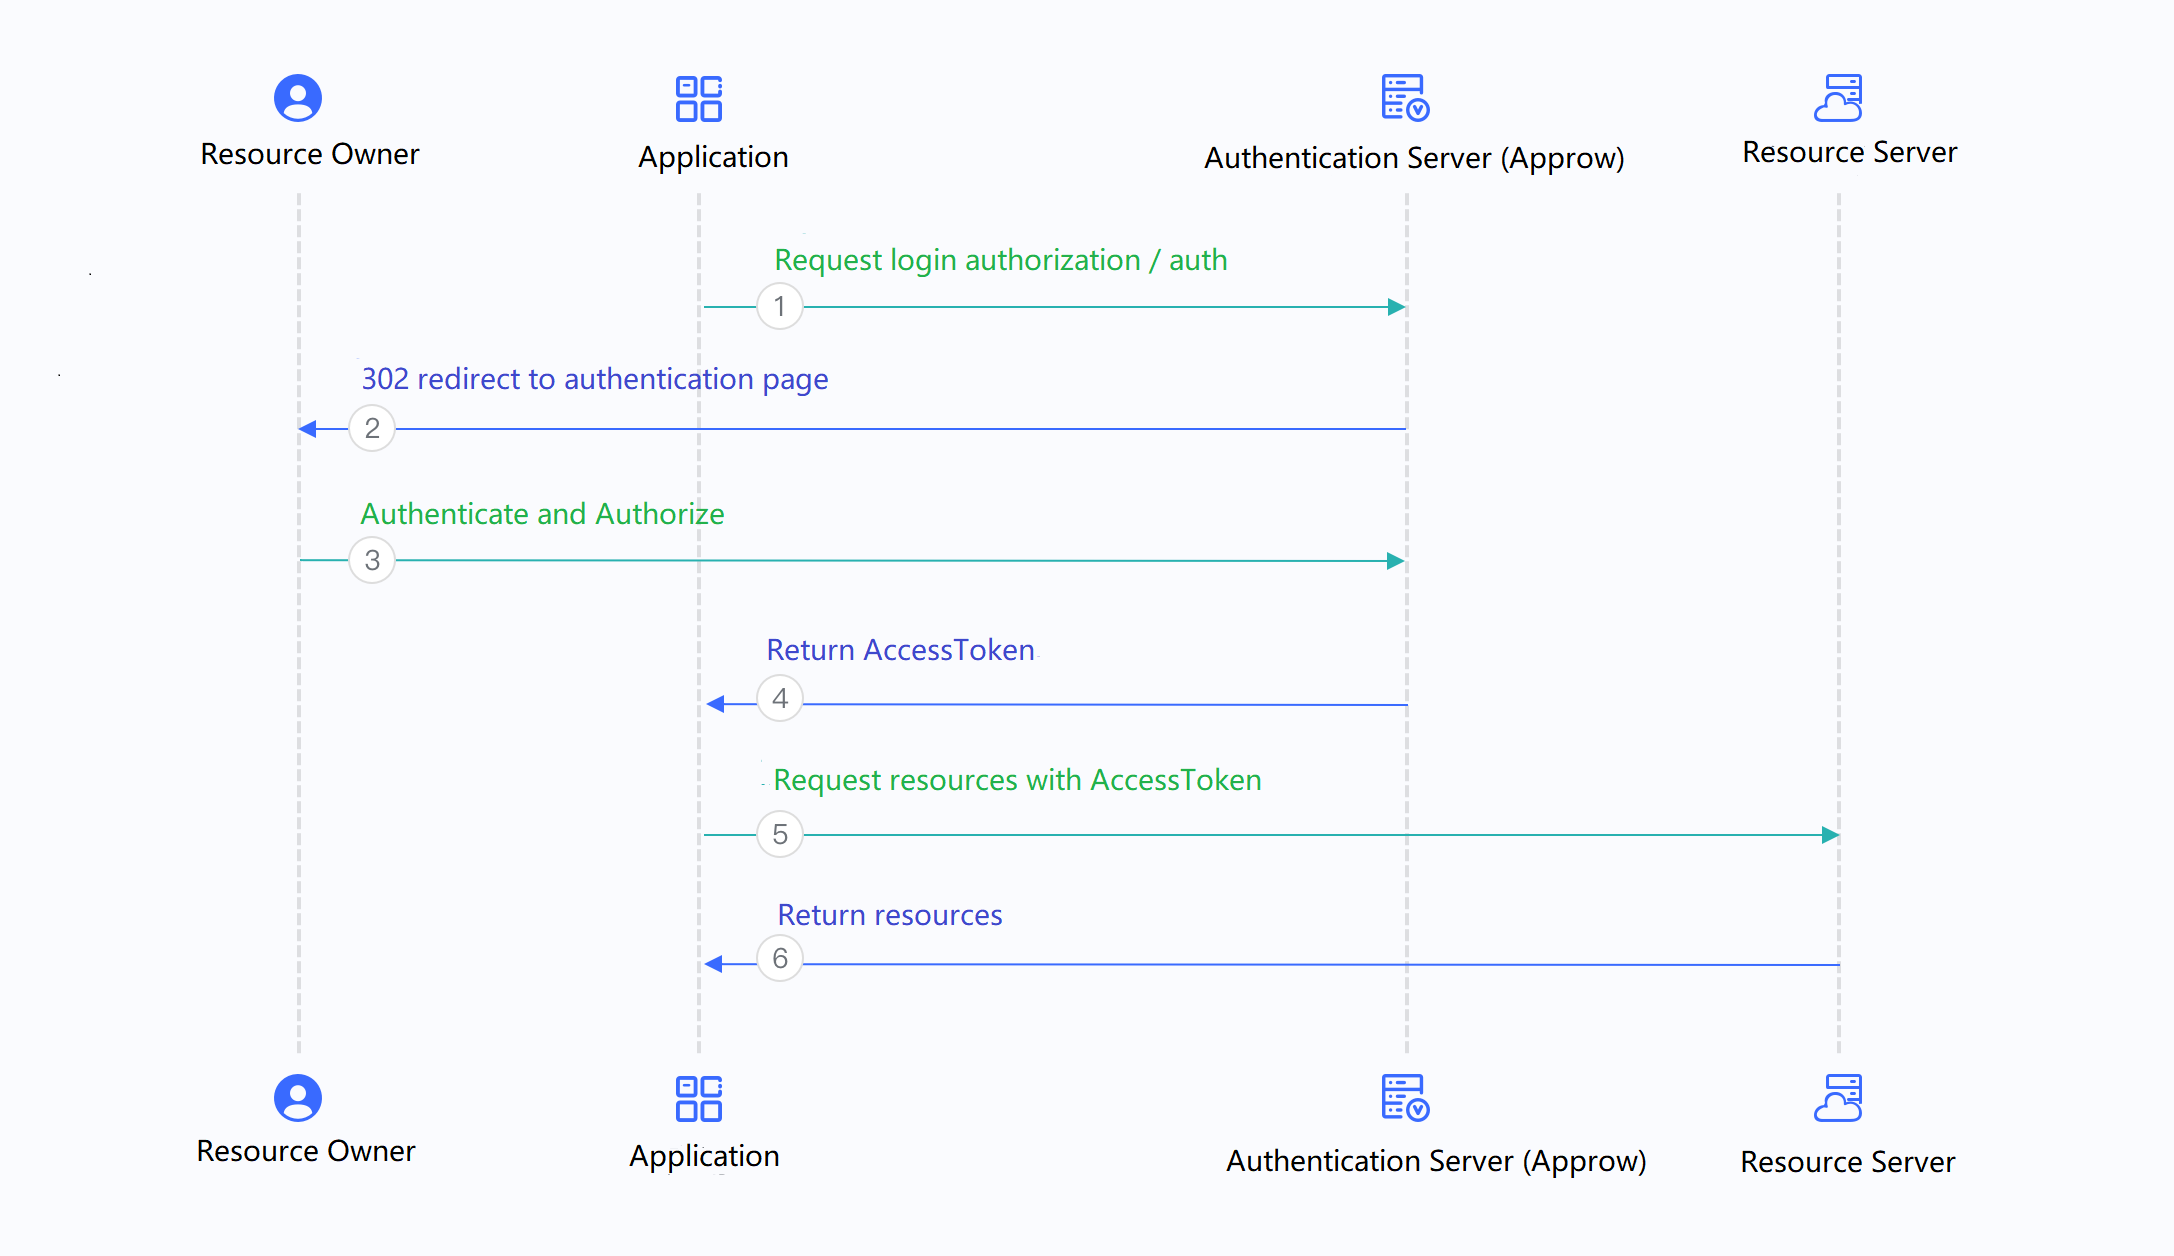 Resource Owner
Application
Authentication Server (Approw)
Resource Server
Request login authorization / auth
1
302 redirect to authentication page
2
Authenticate and Authorize
3
Return AccessToken
4
Request resources with AccessToken
5
Return resources
6
Resource Owner
Application
Authentication Server (Approw)
Resource Server